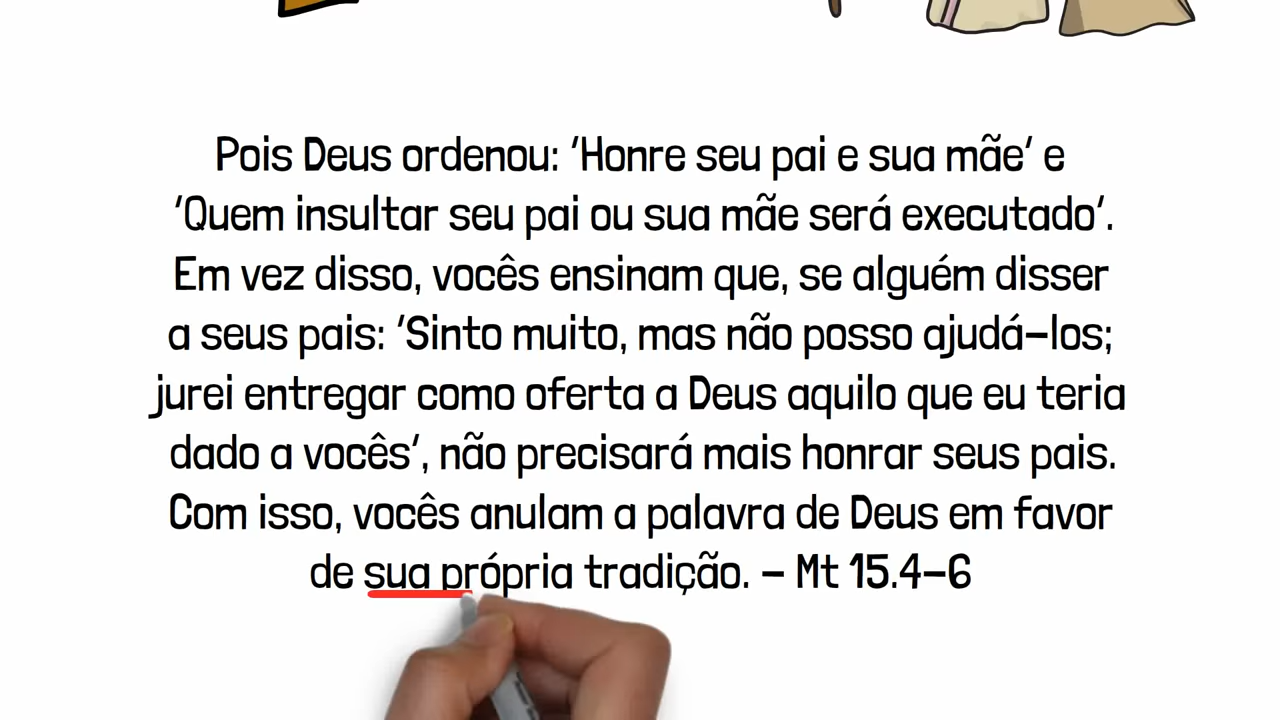 Pois Deus ordenou: ‘Honre seu pai e sua mãe‘ e
‘Quem insultar seu pai ou sua mãe será executado‘.
Em vez disso, vocês ensinam que, se alguém disser
a seus pais: ‘Sinto muito, mas não posso ajudá–los;
jurei entregar como oferta a Deus aquilo que eu teria
dado a vocês‘, não precisará mais honrar seus pais.
Com isso, vocês anulam a palavra de Deus em favor
de sua própria tradição. – Mt 15.4–6